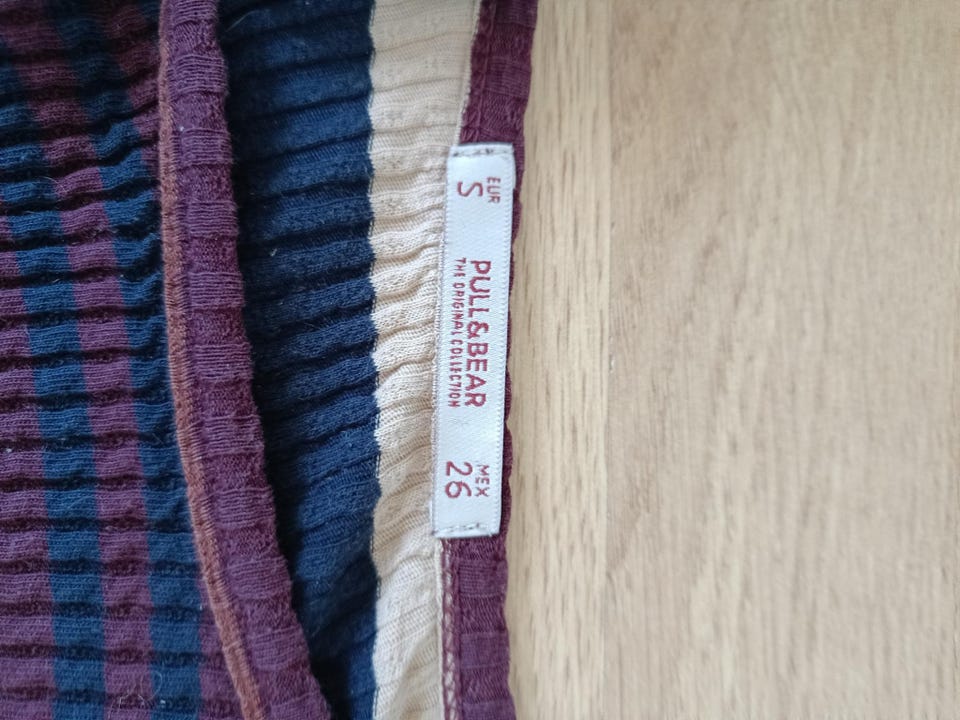 EUR
S
PULL&BEAR
THE ORIGINAL COLLECTION
MEX
26